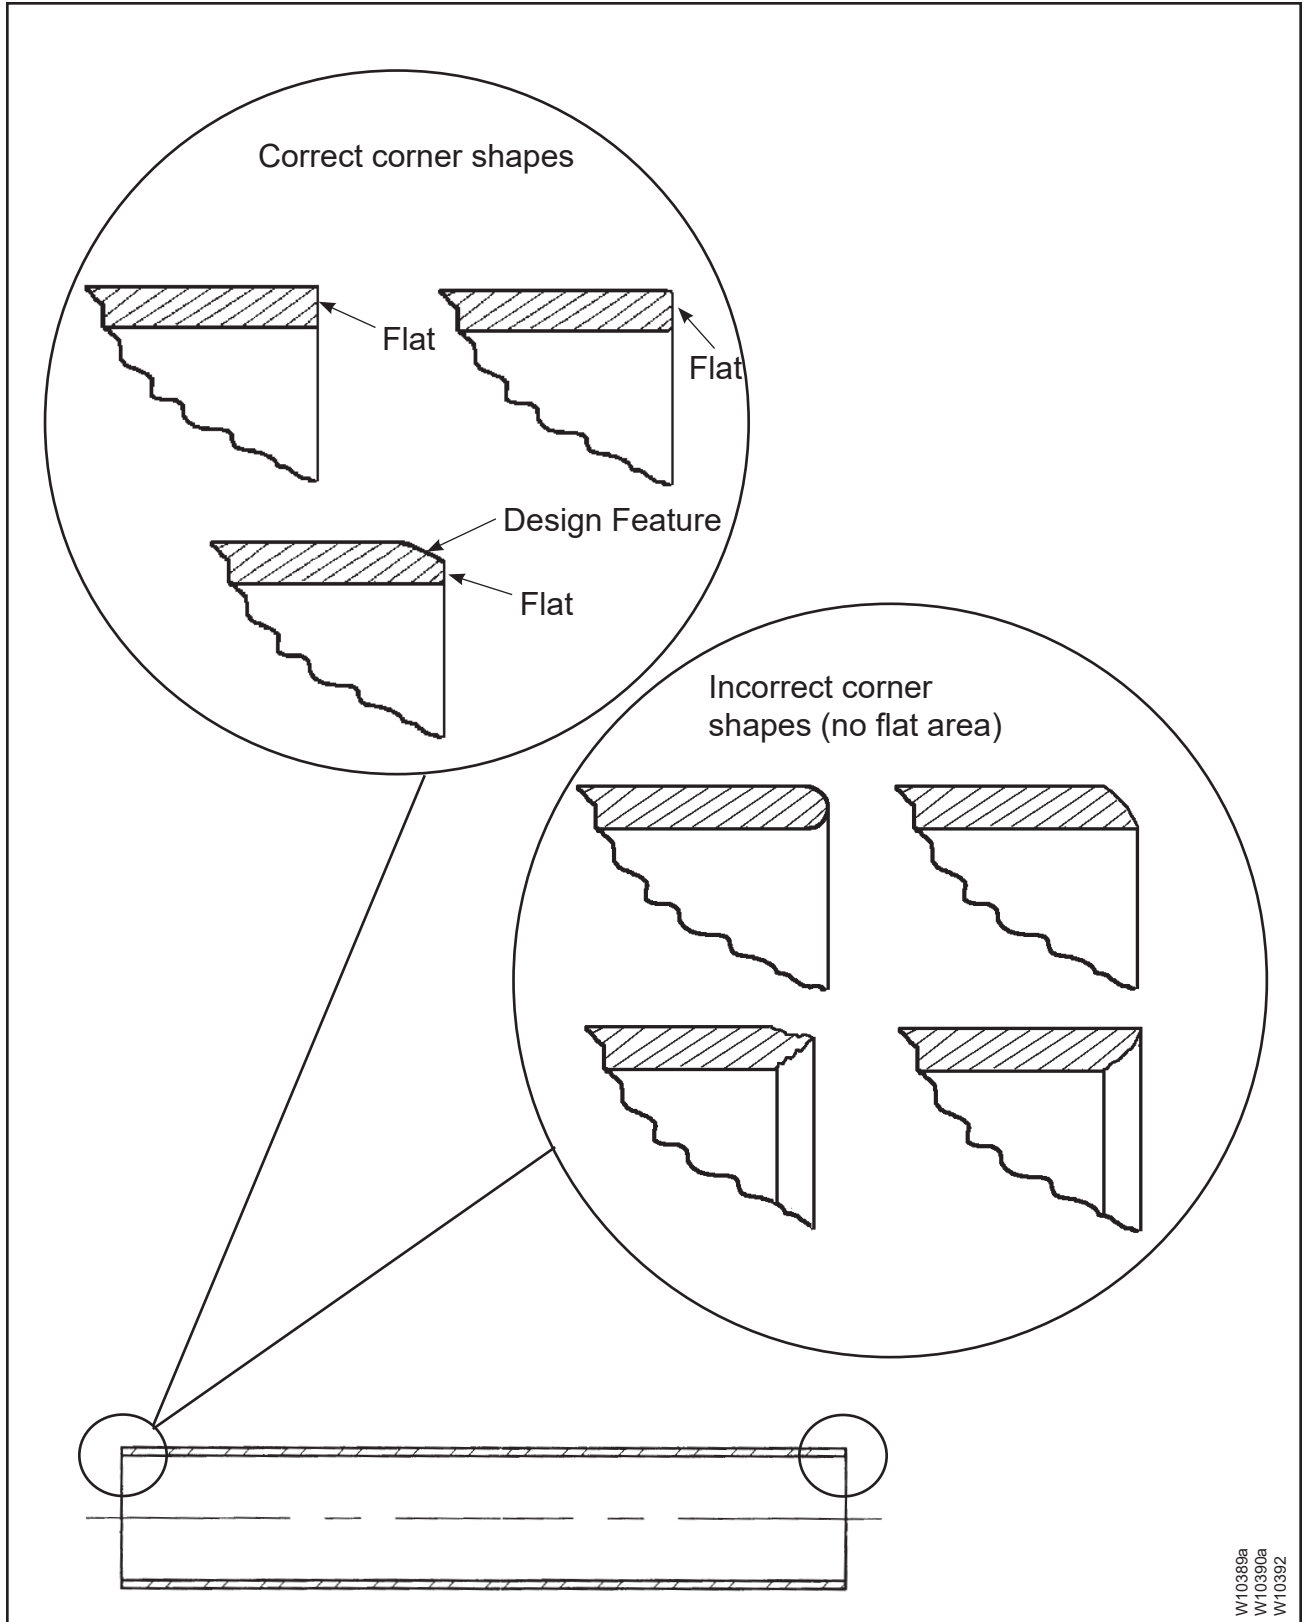 Correct corner shapes
Flat
Flat
Design Feature
Flat
Incorrect corner
shapes (no flat area)
W10389a
W10390a
W10392